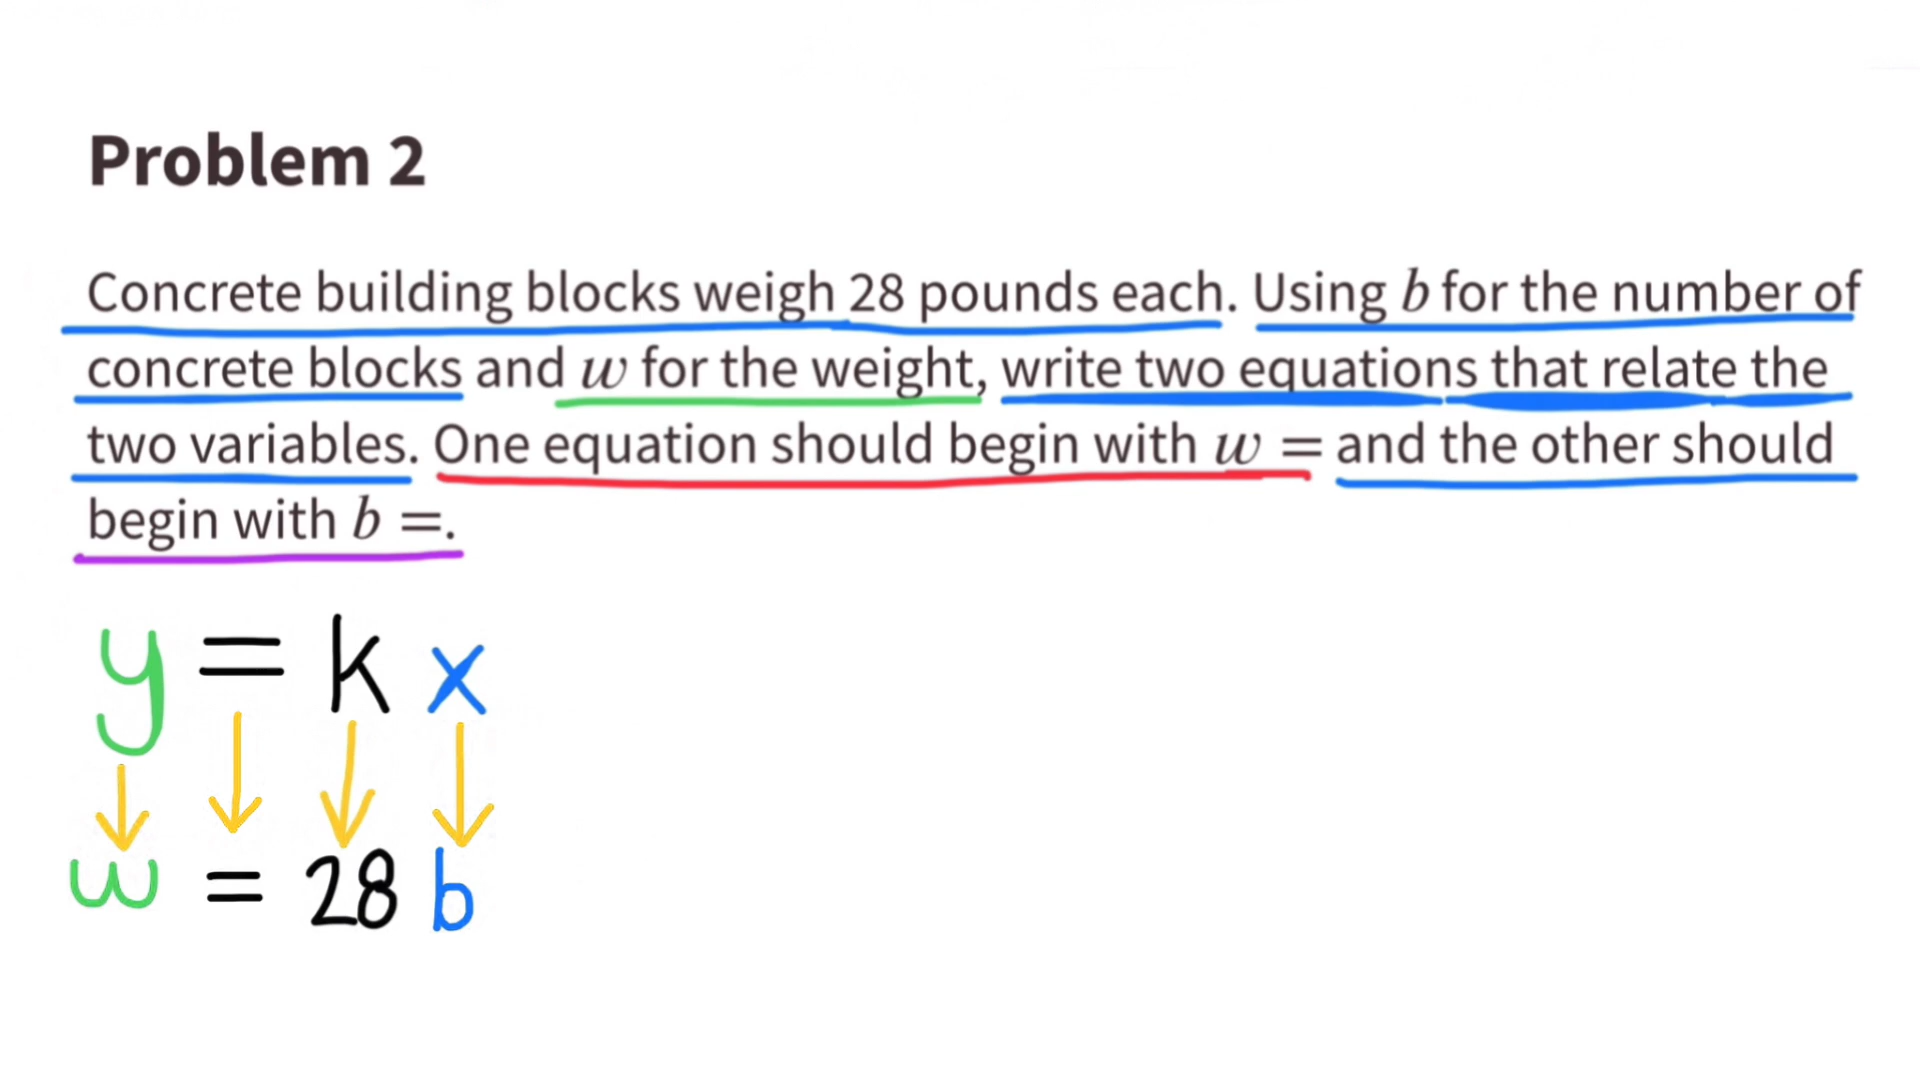 Problem 2
Concrete building blocks weigh 28 pounds each. Using b for the number of
concrete blocks and w for the weight, write two equations that relate the
two variables. One equation should begin with w = and the other should
begin with b =.
y = k x
w = 28 b